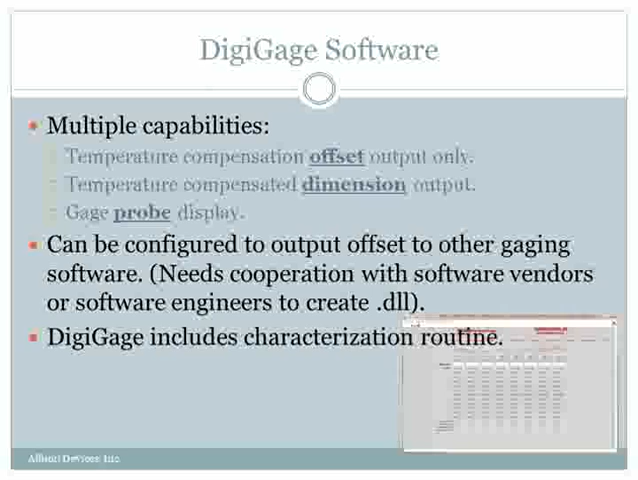 DigiGage Software
Multiple capabilities:
Temperature compensation offset output only.
Temperature compensated dimension output.
Gage probe display.
Can be configured to output offset to other gaging
software. (Needs cooperation with software vendors
or software engineers to create .dll).
DigiGage includes characterization routine.
Devices Inc